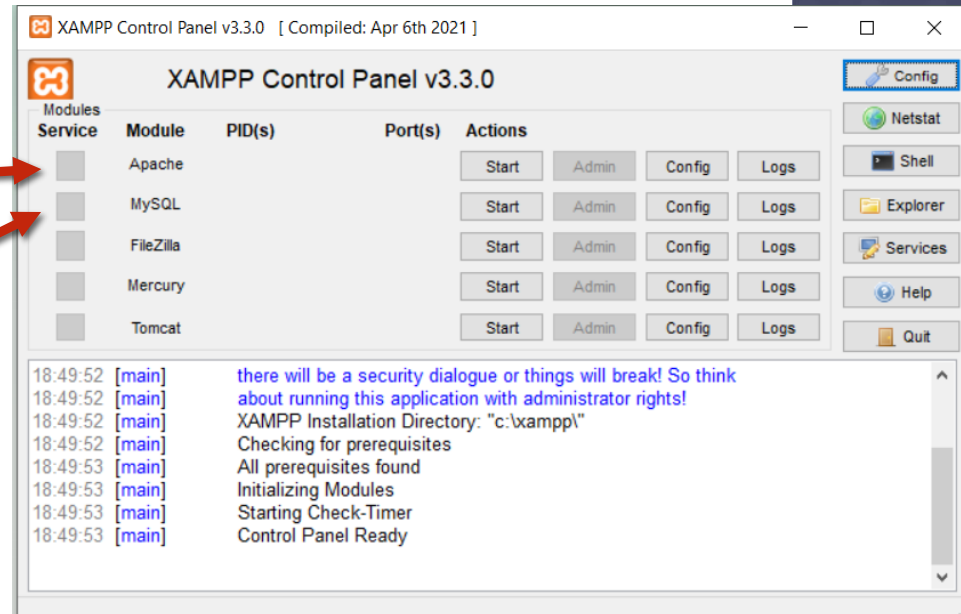 XAMPP Control Panel v3.3.0 [ Compiled: Apr 6th 2021 ]
XAMPP Control Panel v3.3.0
Config
Modules
Service Module PID(s) Port(s) Actions
Netstat
Apache Start Admin Config Logs
Shell
MySQL Start Admin Config Logs
Explorer
FileZilla Start Admin Config Logs
Services
Mercury Start Admin Config Logs
Help
Tomcat Start Admin Config Logs
Quit
18:49:52 [main] there will be a security dialogue or things will break! So think
18:49:52 [main] about running this application with administrator rights!
18:49:52 [main] XAMPP Installation Directory: "c:\xampp\"
18:49:52 [main] Checking for prerequisites
18:49:53 [main] All prerequisites found
18:49:53 [main] Initializing Modules
18:49:53 [main] Starting Check-Timer
18:49:53 [main] Control Panel Ready